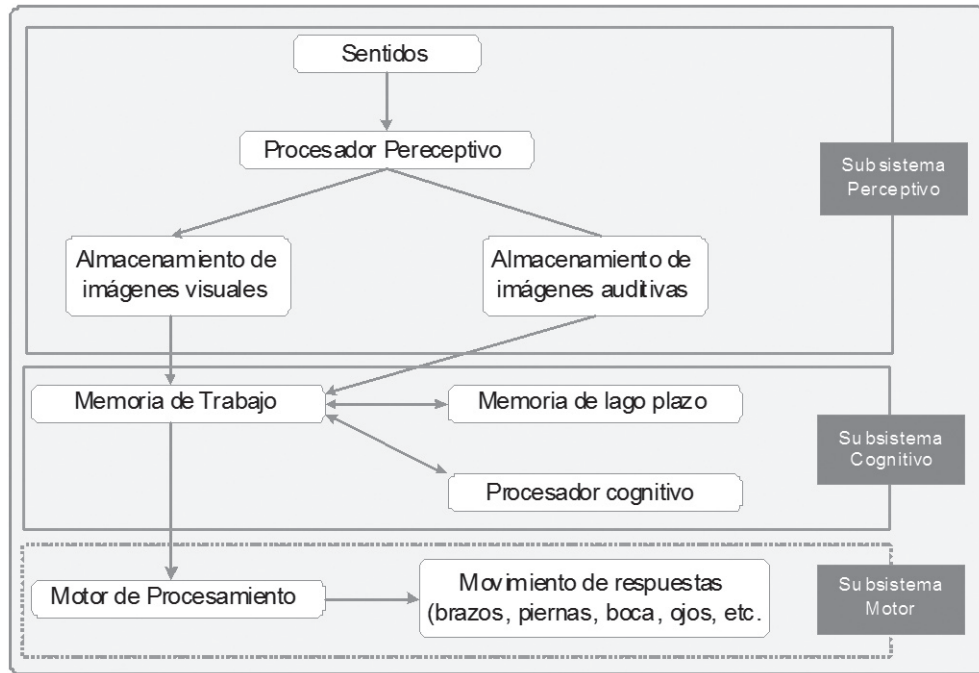 Sentidos
Procesador Pereceptivo
Subsistema
Perceptivo
Almacenamiento de
imágenes visuales
Almacenamiento de
imágenes auditivas
Memoria de Trabajo
Memoria de lago plazo
Subsistema
Cognitivo
Procesador cognitivo
Motor de Procesamiento
Movimiento de respuestas
(brazos, piernas, boca, ojos, etc.
Subsistema
Motor